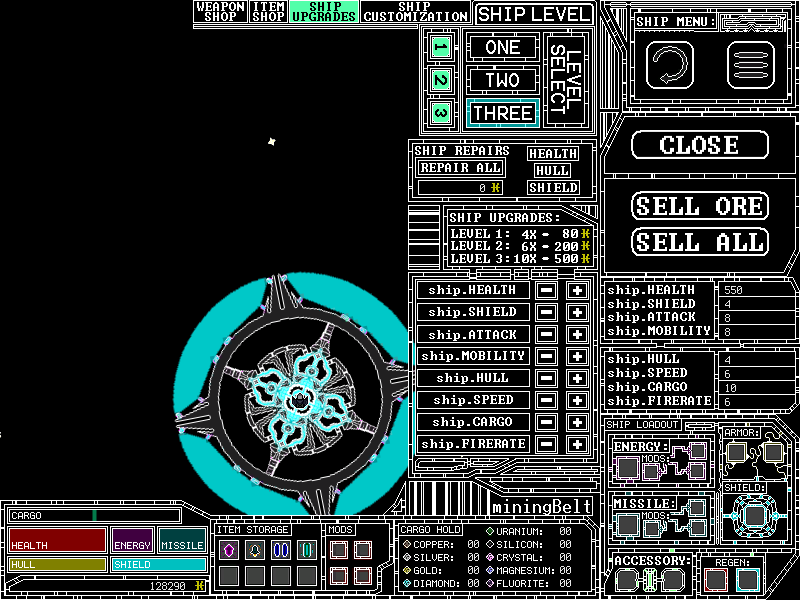 WEAPON SHOP
ITEM SHOP
SHIP UPGRADES
SHIP CUSTOMIZATION
SHIP LEVEL
1
2
3
ONE
TWO
THREE
LEVEL SELECT
SHIP MENU:
CLOSE
SELL ORE
SELL ALL
SHIP REPAIRS
REPAIR ALL
0
HEALTH
HULL
SHIELD
SHIP UPGRADES:
LEVEL 1: 4X - 80
LEVEL 2: 6X - 200
LEVEL 3:10X - 500
ship.HEALTH - +
ship.SHIELD - +
ship.ATTACK - +
ship.MOBILITY - +
ship.HULL - +
ship.SPEED - +
ship.CARGO - +
ship.FIRERATE - +
ship.HEALTH 550
ship.SHIELD 4
ship.ATTACK 8
ship.MOBILITY 8
ship.HULL 4
ship.SPEED 6
ship.CARGO 10
ship.FIRERATE 6
SHIP LOADOUT
ENERGY:
MODS:
ARMOR:
MISSILE:
MODS:
SHIELD:
ACCESSORY:
REGEN:
miningBelt
CARGO
HEALTH
ENERGY
MISSILE
HULL
SHIELD
128290
ITEM STORAGE
MODS
CARGO HOLD
COPPER: 00
SILVER: 00
GOLD: 00
DIAMOND: 00
URANIUM: 00
SILICON: 00
CRYSTAL: 00
MAGNESIUM: 00
FLUORITE: 00